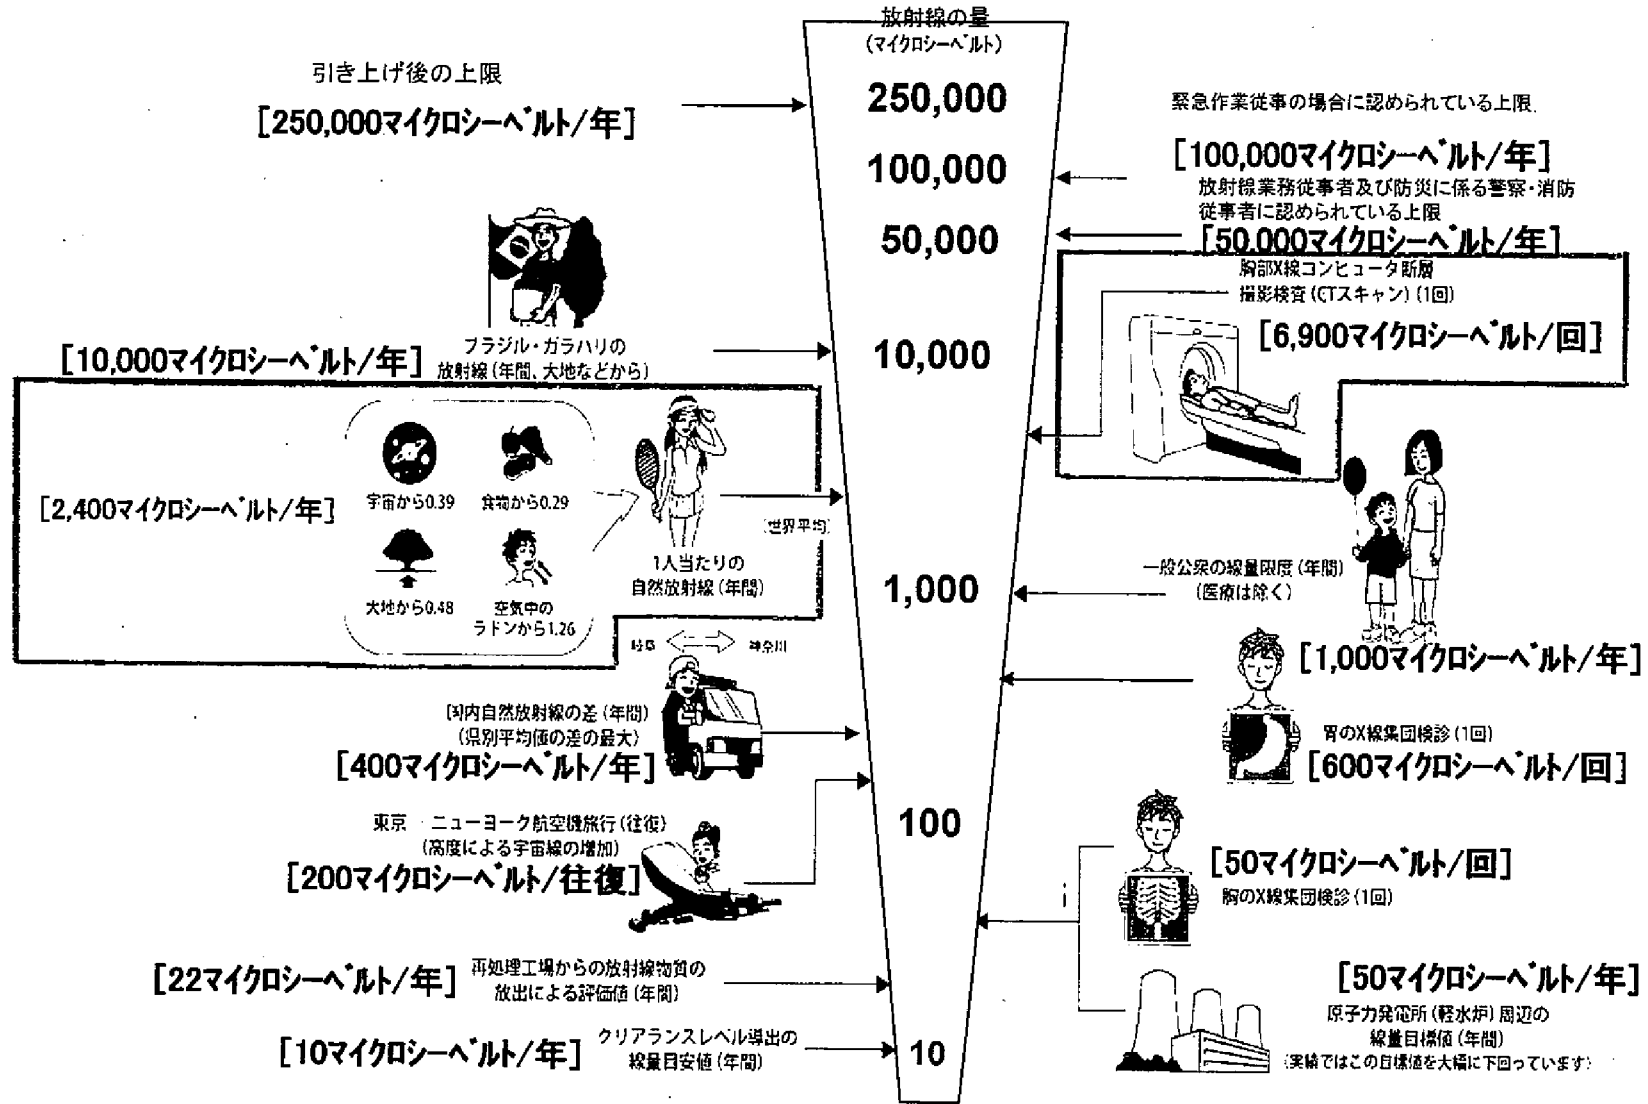 放射線の量
(マイクロシーベルト)
250,000
100,000
50,000
10,000
1,000
100
10
引き上げ後の上限
[250,000マイクロシーベルト/年]
ブラジル・ガラハリの
放射線(年間、大地などから)
[10,000マイクロシーベルト/年]
宇宙から0.39
食物から0.29
[2,400マイクロシーベルト/年]
大地から0.48
空気中の
ラドンから1.26
1人当たりの
自然放射線(年間)
(世界平均)
岐阜
神奈川
国内自然放射線の差(年間)
(県別平均値の差の最大)
[400マイクロシーベルト/年]
東京‐ニューヨーク航空機旅行(往復)
(高度による宇宙線の増加)
[200マイクロシーベルト/往復]
[22マイクロシーベルト/年]
再処理工場からの放射線物質の
放出による評価値(年間)
[10マイクロシーベルト/年]
クリアランスレベル導出の
線量目安値(年間)
緊急作業従事の場合に認められている上限
[100,000マイクロシーベルト/年]
放射線業務従事者及び防災に係る警察・消防
従事者に認められている上限
[50,000マイクロシーベルト/年]
胸部X線コンピュータ断層
撮影検査(CTスキャン)(1回)
[6,900マイクロシーベルト/回]
一般公衆の線量限度(年間)
(医療は除く)
[1,000マイクロシーベルト/年]
胃のX線集団検診(1回)
[600マイクロシーベルト/回]
[50マイクロシーベルト/回]
胸のX線集団検診(1回)
[50マイクロシーベルト/年]
原子力発電所(軽水炉)周辺の
線量目標値(年間)
(実績ではこの目標値を大幅に下回っています)